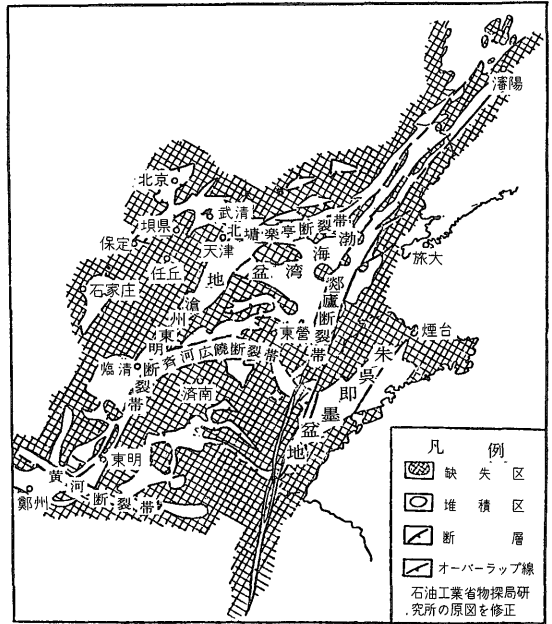 瀋陽
北京
武清
北塘楽亭断裂帯
渤海湾盆地
垻県
保定
天津
旅大
任丘
石家庄
滄州東明断裂帯
郯廬断裂帯
東營
煙台
斉河広饒断裂帯
臨清
済南
朱呉
即墨盆地
東明
黄河断裂帯
鄭州
凡例
缺失区
堆積区
断層
オーバーラップ線
石油工業省物探局研
究所の原図を修正